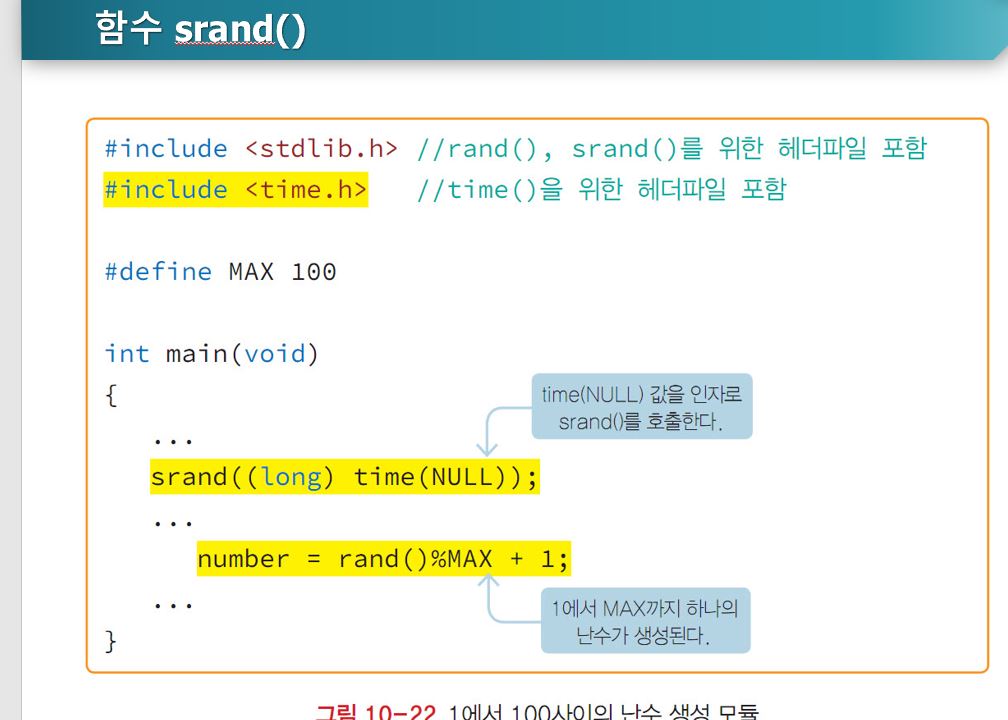 함수 srand()
#include <stdlib.h> //rand(), srand()를 위한 헤더파일 포함
#include <time.h> //time()을 위한 헤더파일 포함
#define MAX 100
int main(void)
{
time(NULL) 값을 인자로
srand()를 호출한다.
...
srand((long) time(NULL));
...
number = rand()%MAX + 1;
...
1에서 MAX까지 하나의
난수가 생성된다.
}
그림 10-22 1에서 100사이의 난수 생성 모듈